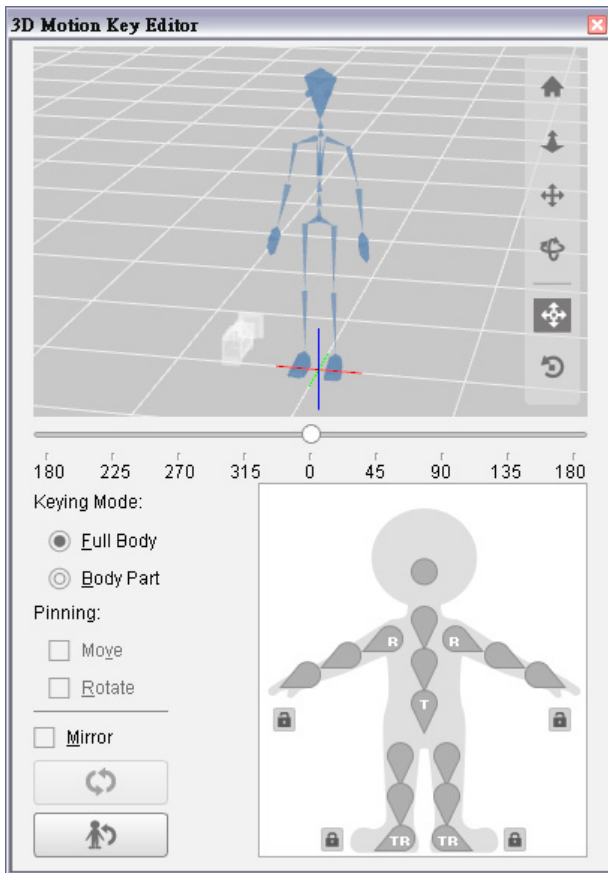 3D Motion Key Editor
180 225 270 315 0 45 90 135 180
Keying Mode:
Full Body
Body Part
Pinning:
Move
Rotate
Mirror
R R
T
TR TR